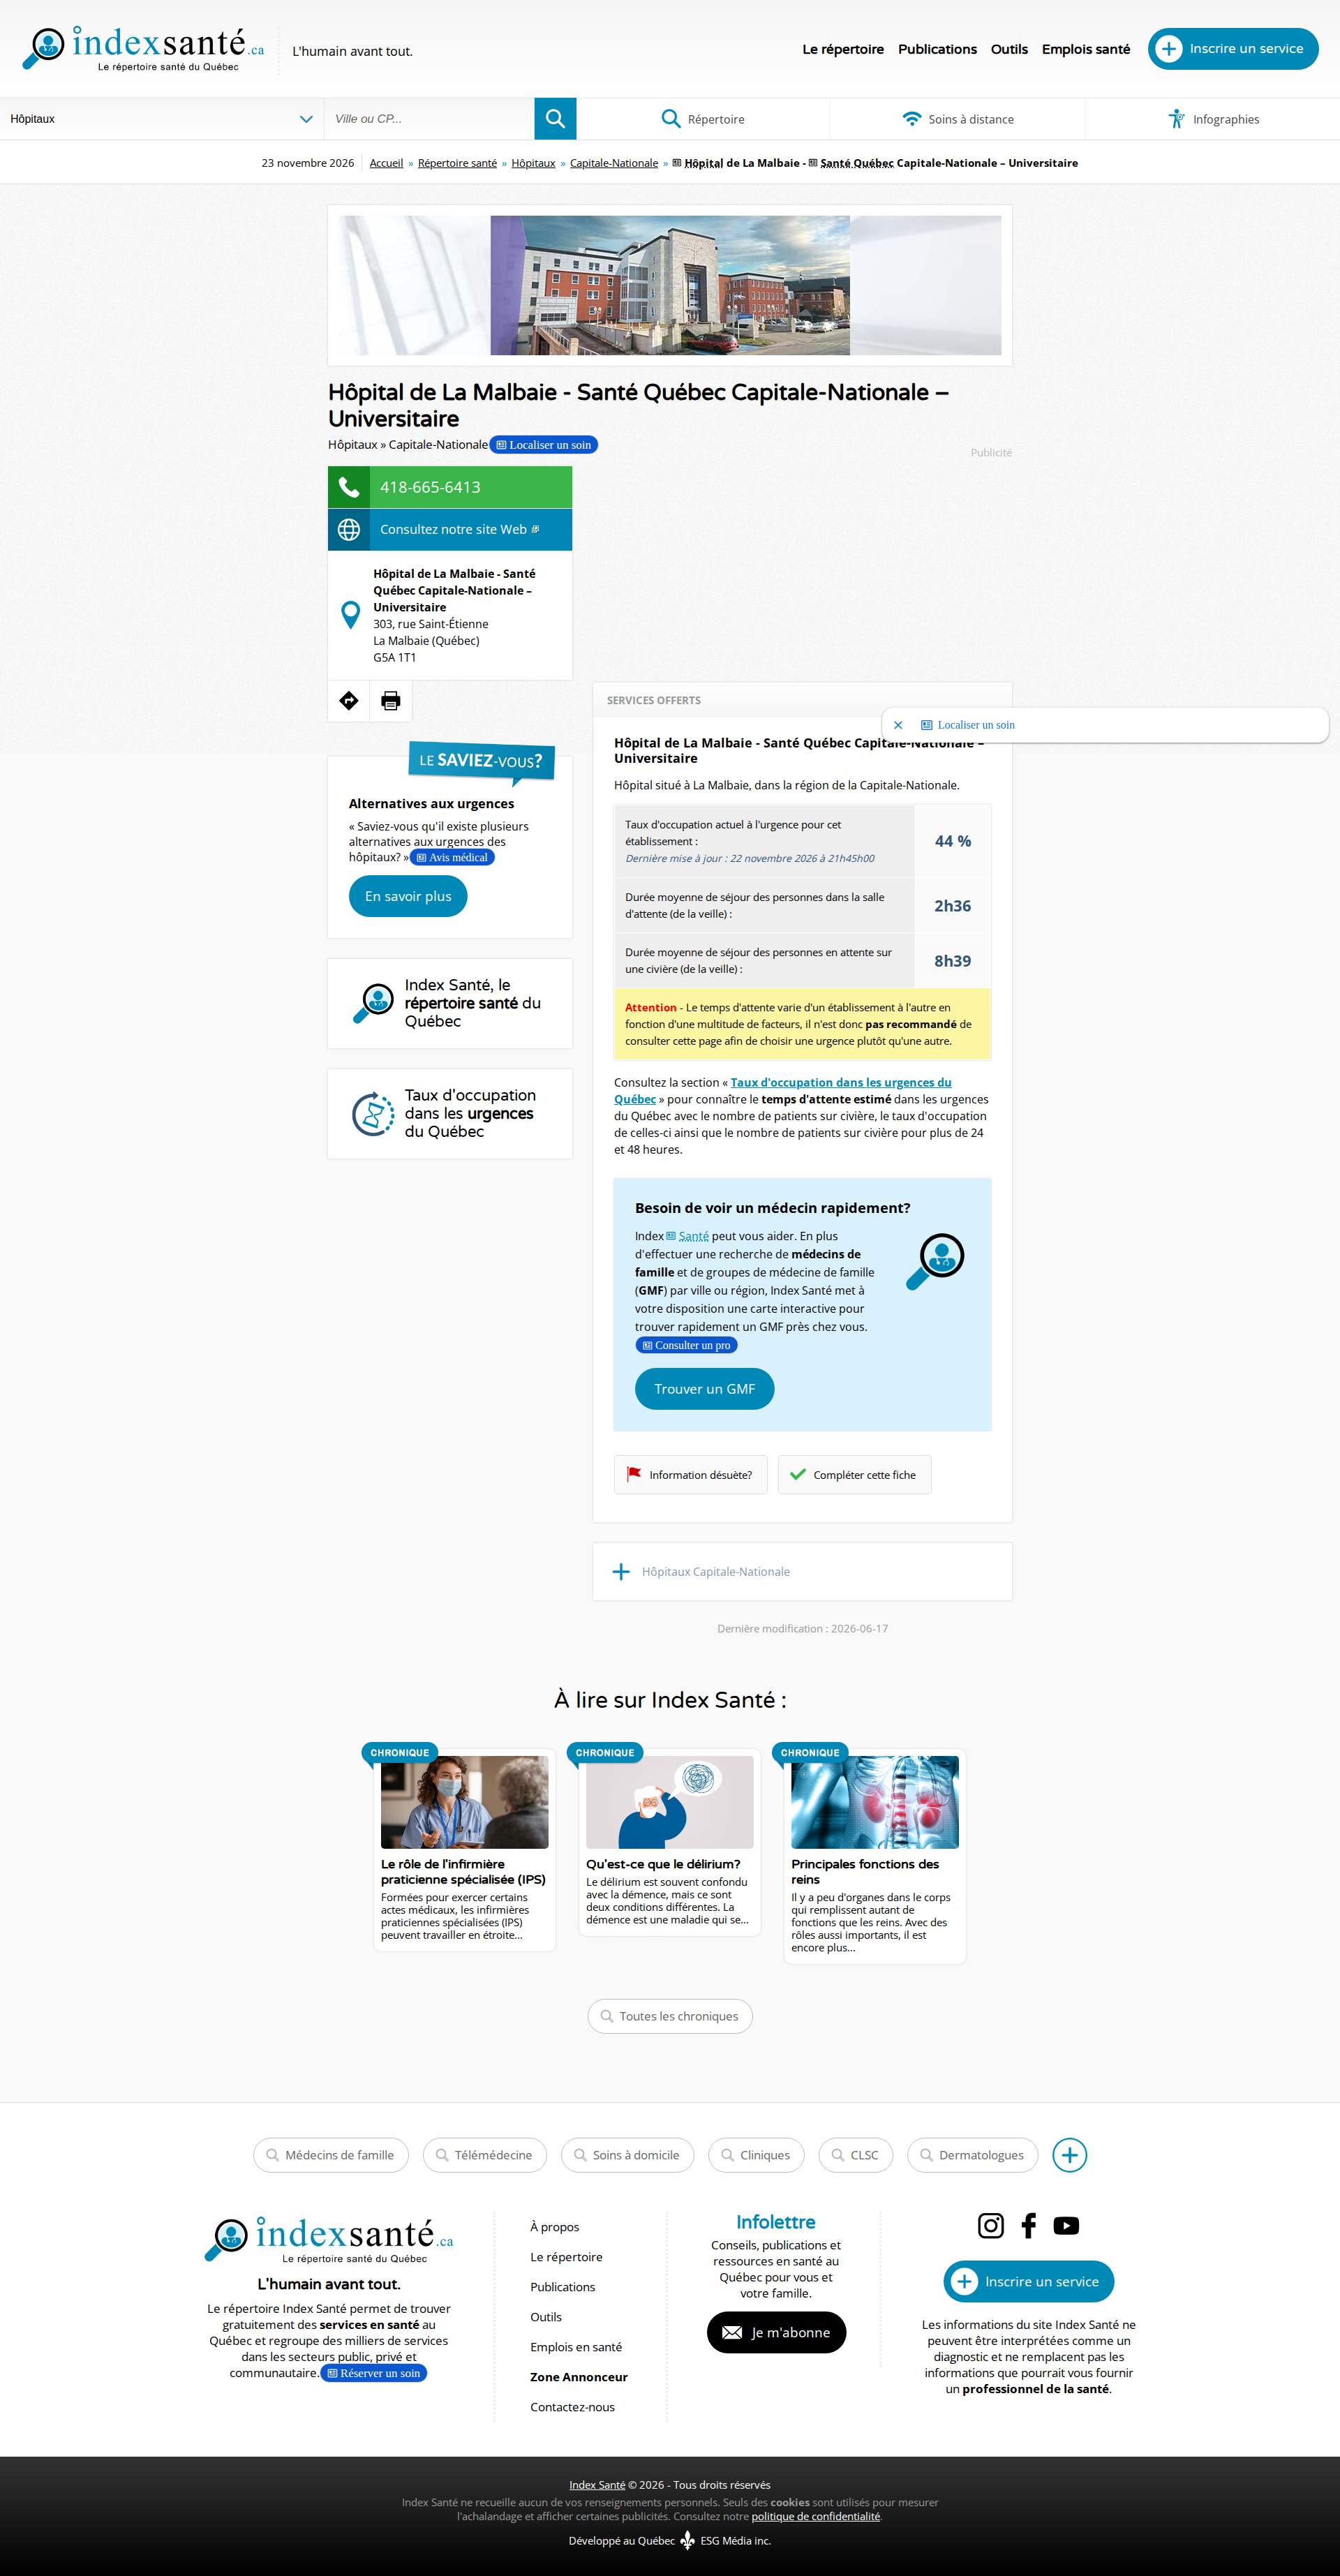 indexsanté.ca
Le répertoire santé du Québec
L'humain avant tout.
Le répertoire
Publications
Outils
Emplois santé
Inscrire un service
Hôpitaux
Ville ou CP...
Répertoire
Soins à distance
Infographies
23 novembre 2026
Accueil » Répertoire santé » Hôpitaux » Capitale-Nationale » Hôpital de La Malbaie - Santé Québec Capitale-Nationale – Universitaire
Hôpital de La Malbaie - Santé Québec Capitale-Nationale –
Universitaire
Hôpitaux » Capitale-Nationale Localiser un soin
Publicité
418-665-6413
Consultez notre site Web
Hôpital de La Malbaie - Santé
Québec Capitale-Nationale –
Universitaire
303, rue Saint-Étienne
La Malbaie (Québec)
G5A 1T1
LE SAVIEZ-VOUS?
Alternatives aux urgences
« Saviez-vous qu'il existe plusieurs
alternatives aux urgences des
hôpitaux? » Avis médical
En savoir plus
Index Santé, le
répertoire santé du
Québec
Taux d'occupation
dans les urgences
du Québec
SERVICES OFFERTS
Localiser un soin
Hôpital de La Malbaie - Santé Québec Capitale-Nationale –
Universitaire
Hôpital situé à La Malbaie, dans la région de la Capitale-Nationale.
Taux d'occupation actuel à l'urgence pour cet
établissement :
Dernière mise à jour : 22 novembre 2026 à 21h45h00
44 %
Durée moyenne de séjour des personnes dans la salle
d'attente (de la veille) :
2h36
Durée moyenne de séjour des personnes en attente sur
une civière (de la veille) :
8h39
Attention - Le temps d'attente varie d'un établissement à l'autre en
fonction d'une multitude de facteurs, il n'est donc pas recommandé de
consulter cette page afin de choisir une urgence plutôt qu'une autre.
Consultez la section « Taux d'occupation dans les urgences du
Québec » pour connaître le temps d'attente estimé dans les urgences
du Québec avec le nombre de patients sur civière, le taux d'occupation
de celles-ci ainsi que le nombre de patients sur civière pour plus de 24
et 48 heures.
Besoin de voir un médecin rapidement?
Index Santé peut vous aider. En plus
d'effectuer une recherche de médecins de
famille et de groupes de médecine de famille
(GMF) par ville ou région, Index Santé met à
votre disposition une carte interactive pour
trouver rapidement un GMF près chez vous.
Consulter un pro
Trouver un GMF
Information désuète?
Compléter cette fiche
Hôpitaux Capitale-Nationale
Dernière modification : 2026-06-17
À lire sur Index Santé :
CHRONIQUE
Le rôle de l'infirmière
praticienne spécialisée (IPS)
Formées pour exercer certains
actes médicaux, les infirmières
praticiennes spécialisées (IPS)
peuvent travailler en étroite...
CHRONIQUE
Qu'est-ce que le délirium?
Le délirium est souvent confondu
avec la démence, mais ce sont
deux conditions différentes. La
démence est une maladie qui se...
CHRONIQUE
Principales fonctions des
reins
Il y a peu d'organes dans le corps
qui remplissent autant de
fonctions que les reins. Avec des
rôles aussi importants, il est
encore plus...
Toutes les chroniques
Médecins de famille
Télémédecine
Soins à domicile
Cliniques
CLSC
Dermatologues
indexsanté.ca
Le répertoire santé du Québec
L'humain avant tout.
Le répertoire Index Santé permet de trouver
gratuitement des services en santé au
Québec et regroupe des milliers de services
dans les secteurs public, privé et
communautaire. Réserver un soin
À propos
Le répertoire
Publications
Outils
Emplois en santé
Zone Annonceur
Contactez-nous
Infolettre
Conseils, publications et
ressources en santé au
Québec pour vous et
votre famille.
Je m'abonne
Inscrire un service
Les informations du site Index Santé ne
peuvent être interprétées comme un
diagnostic et ne remplacent pas les
informations que pourrait vous fournir
un professionnel de la santé.
Index Santé © 2026 - Tous droits réservés
Index Santé ne recueille aucun de vos renseignements personnels. Seuls des cookies sont utilisés pour mesurer
l'achalandage et afficher certaines publicités. Consultez notre politique de confidentialité.
Développé au Québec ESG Média inc.